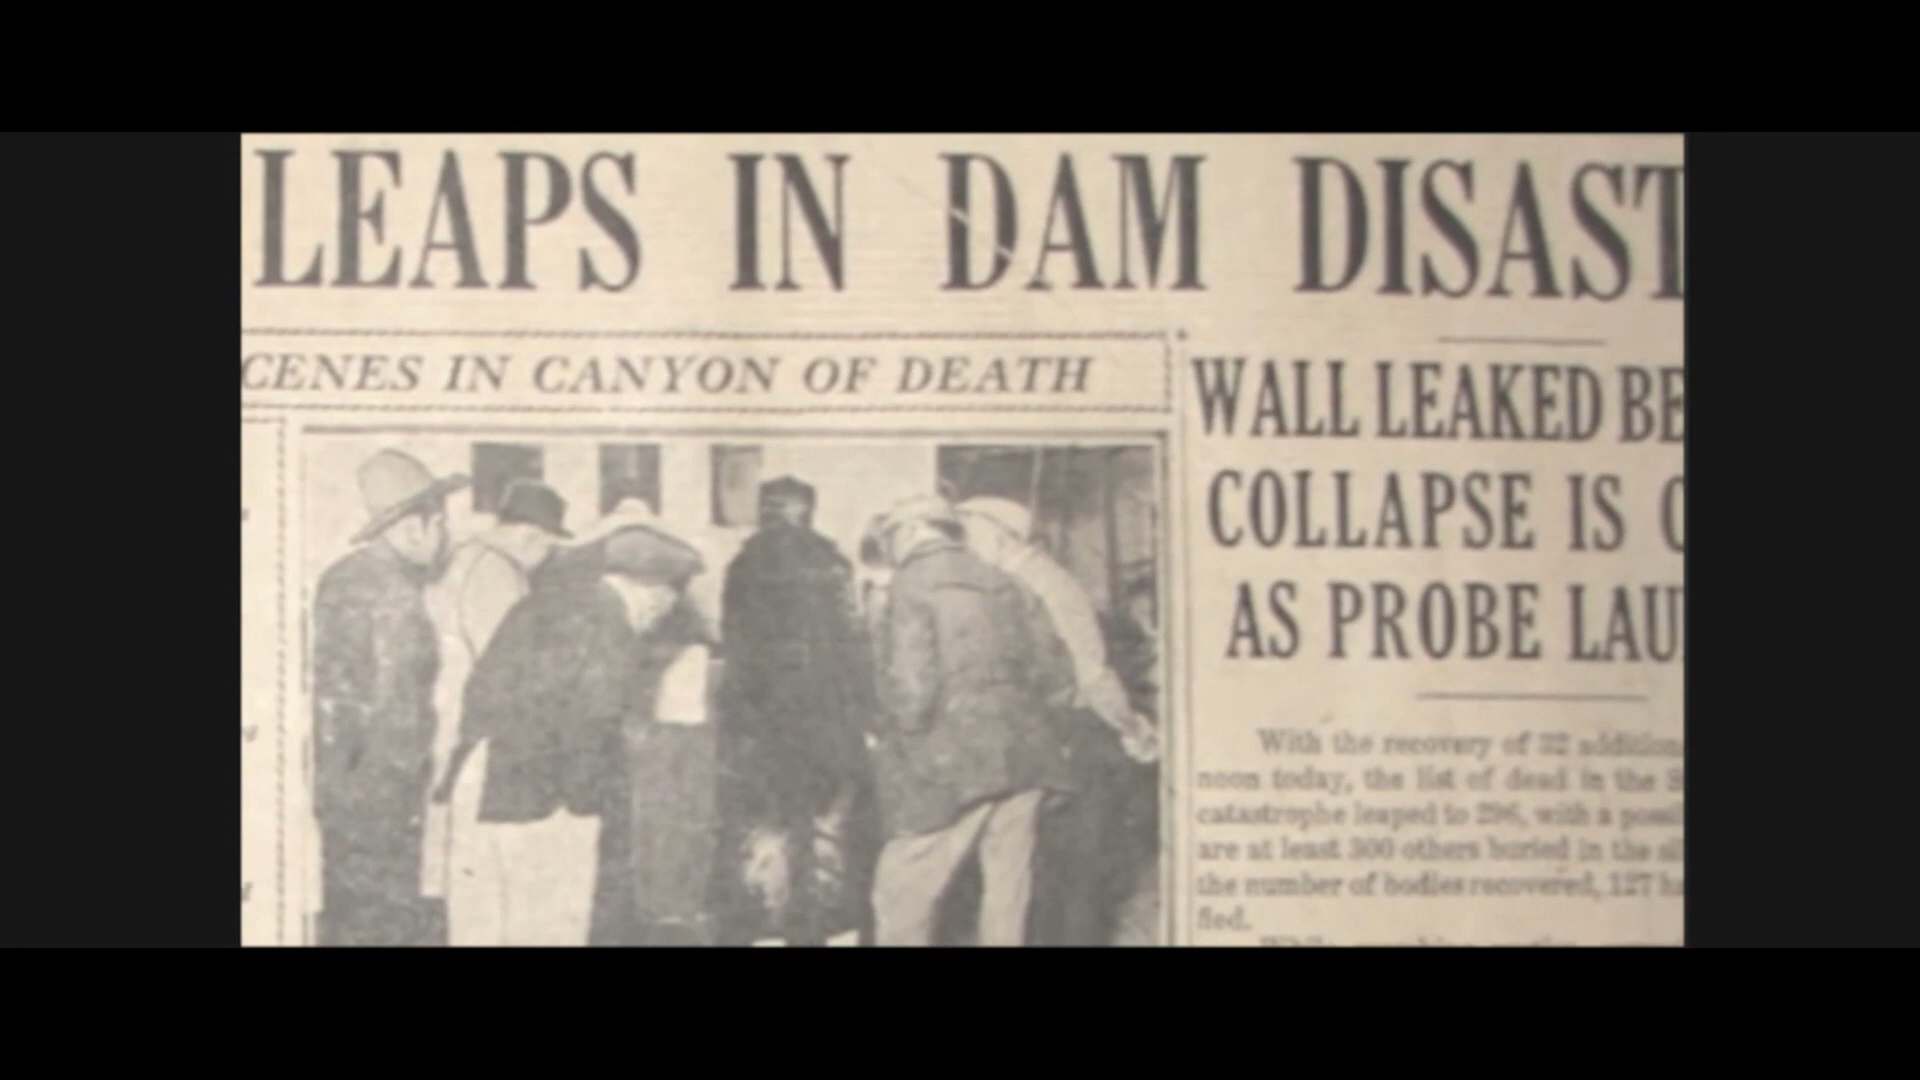 LEAPS IN DAM DISAST
CENES IN CANYON OF DEATH
WALL LEAKED BE
COLLAPSE IS C
AS PROBE LAU
With the recovery of 32 addition
noon today, the list of dead in the S
catastrophe leaped to 296, with a possi
are at least 300 others buried in the sl
the number of bodies recovered, 127 ha
fied.